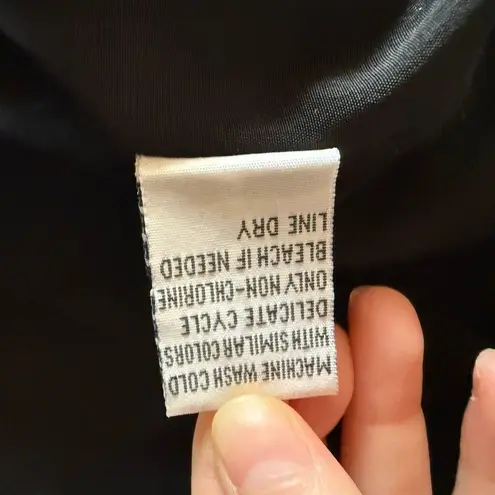 MACHINE WASH COLD
WITH SIMILAR COLORS
DELICATE CYCLE
ONLY NON-CHLORINE
BLEACH IF NEEDED
LINE DRY